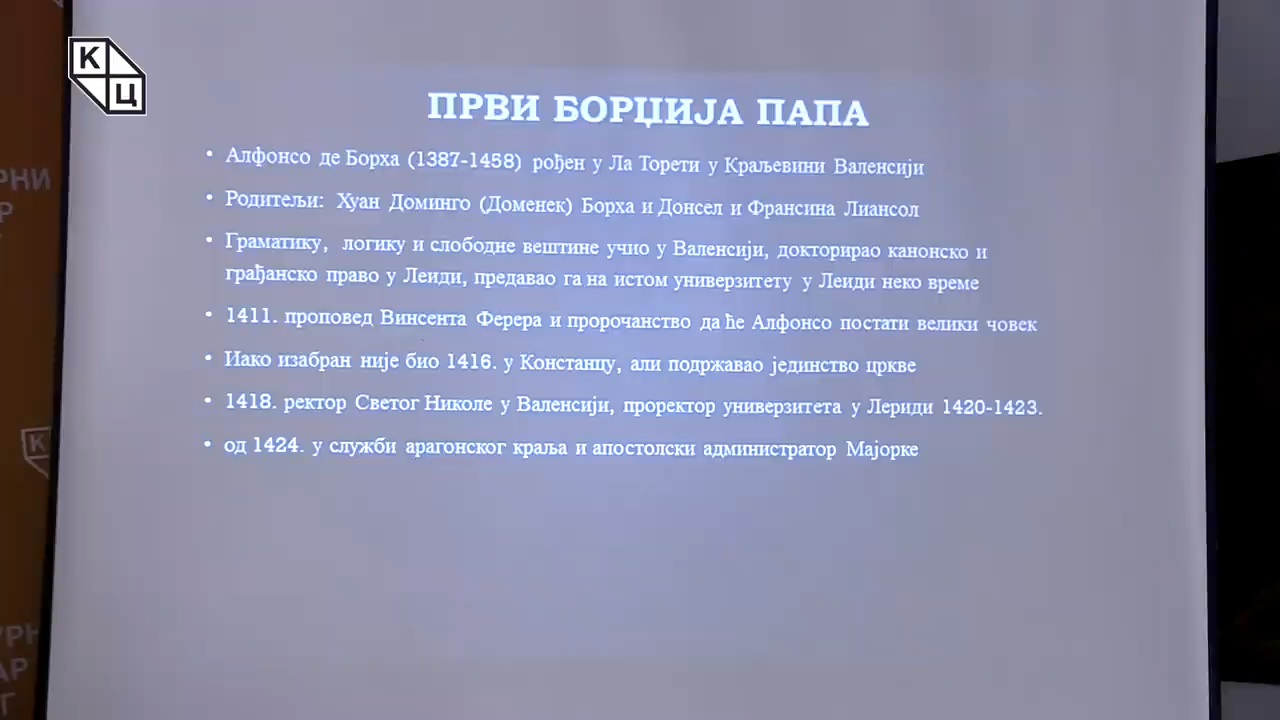 К
Ц
ПРВИ БОРЏИЈА ПАПА
• Алфонсо де Борха (1387-1458) рођен у Ла Торети у Краљевини Валенсији
• Родитељи: Хуан Доминго (Доменек) Борха и Донсел и Франсина Лиансол
• Граматику, логику и слободне вештине учио у Валенсији, докторирао канонско и
грађанско право у Леиди, предавао га на истом универзитету у Леиди неко време
• 1411. проповед Винсента Ферера и пророчанство да ће Алфонсо постати велики човек
• Иако изабран није био 1416. у Констанцу, али подржавао јединство цркве
• 1418. ректор Светог Николе у Валенсији, проректор универзитета у Лериди 1420-1423.
• од 1424. у служби арагонског краља и апостолски администратор Мајорке
РНИ
Р
К
УРН
АР
Г